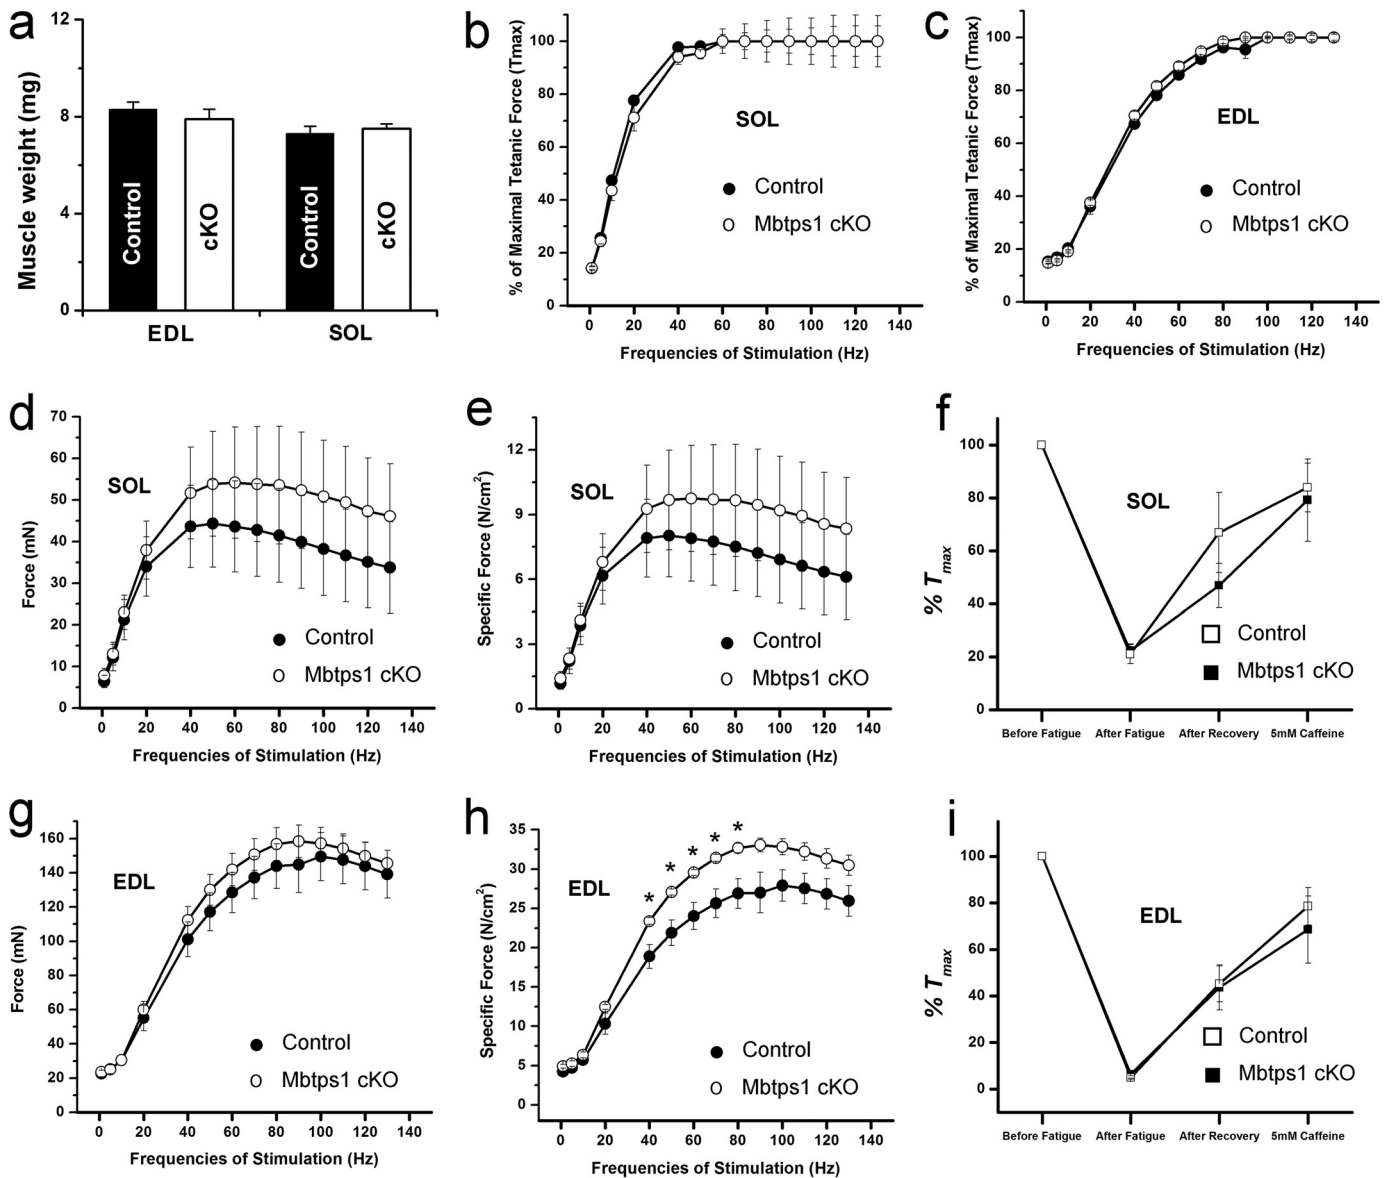 a
Muscle weight (mg)
12
8
4
0
Control
cKO
Control
cKO
EDL
SOL
b
% of Maximal Tetanic Force (Tmax)
100
80
60
40
20
0
SOL
Control
Mbtps1 cKO
0 20 40 60 80 100 120 140
Frequencies of Stimulation (Hz)
c
% of Maximal Tetanic Force (Tmax)
100
80
60
40
20
0
EDL
Control
Mbtps1 cKO
0 20 40 60 80 100 120 140
Frequencies of Stimulation (Hz)
d
Force (mN)
70
60
50
40
30
20
10
0
SOL
Control
Mbtps1 cKO
0 20 40 60 80 100 120 140
Frequencies of Stimulation (Hz)
e
Specific Force (N/cm²)
12
9
6
3
0
SOL
Control
Mbtps1 cKO
0 20 40 60 80 100 120 140
Frequencies of Stimulation (Hz)
f
% Tmax
100
80
60
40
20
0
SOL
Control
Mbtps1 cKO
Before Fatigue After Fatigue After Recovery 5mM Caffeine
g
Force (mN)
160
140
120
100
80
60
40
20
0
EDL
Control
Mbtps1 cKO
0 20 40 60 80 100 120 140
Frequencies of Stimulation (Hz)
h
Specific Force (N/cm²)
35
30
25
20
15
10
5
0
EDL
* * * * *
Control
Mbtps1 cKO
0 20 40 60 80 100 120 140
Frequencies of Stimulation (Hz)
i
% Tmax
100
80
60
40
20
0
EDL
Control
Mbtps1 cKO
Before Fatigue After Fatigue After Recovery 5mM Caffeine